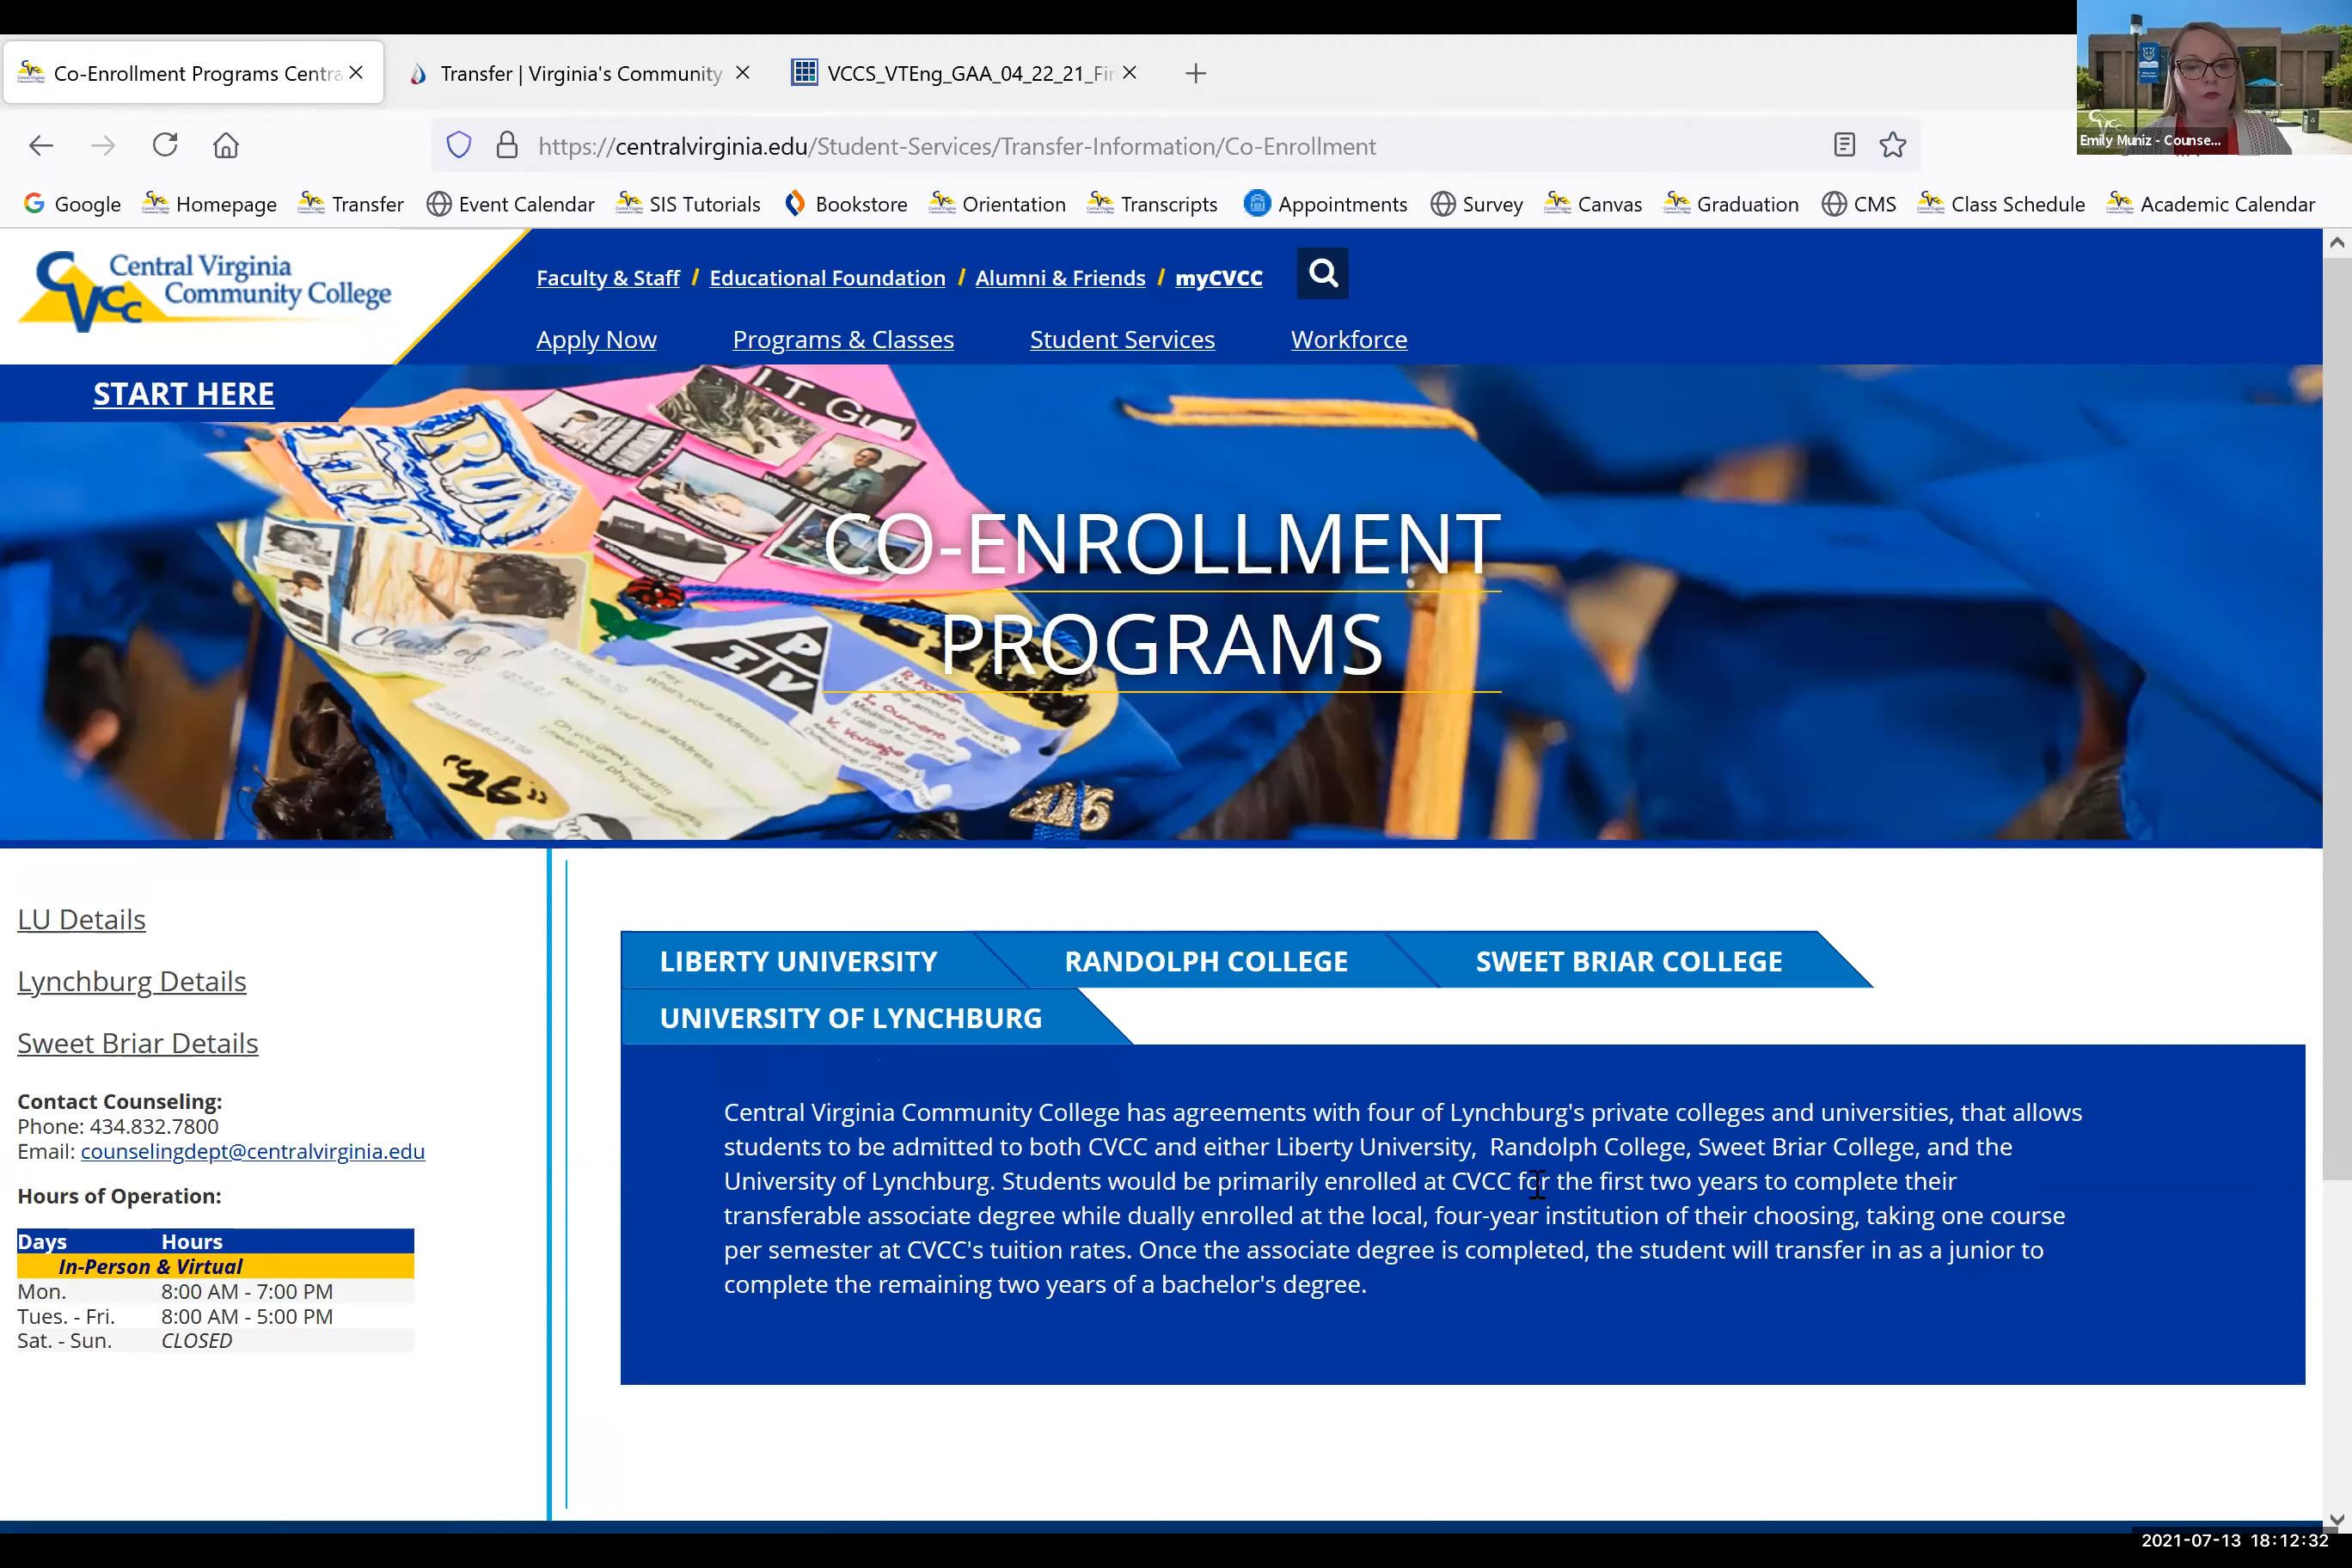 Co-Enrollment Programs Centra
Transfer | Virginia's Community
VCCS_VTEng_GAA_04_22_21_Fi
Emily Muniz - Counse...
https://centralvirginia.edu/Student-Services/Transfer-Information/Co-Enrollment
Google Homepage Transfer Event Calendar SIS Tutorials Bookstore Orientation Transcripts Appointments Survey Canvas Graduation CMS Class Schedule Academic Calendar
CVCC
Central Virginia
Community College
Faculty & Staff / Educational Foundation / Alumni & Friends / myCVCC
Apply Now Programs & Classes Student Services Workforce
START HERE
I.T. Gu
RUN
Class of
P
I V
"16"
2016
CO-ENROLLMENT
PROGRAMS
LU Details
Lynchburg Details
Sweet Briar Details
Contact Counseling:
Phone: 434.832.7800
Email: counselingdept@centralvirginia.edu
Hours of Operation:
Days Hours
In-Person & Virtual
Mon. 8:00 AM - 7:00 PM
Tues. - Fri. 8:00 AM - 5:00 PM
Sat. - Sun. CLOSED
LIBERTY UNIVERSITY RANDOLPH COLLEGE SWEET BRIAR COLLEGE
UNIVERSITY OF LYNCHBURG
Central Virginia Community College has agreements with four of Lynchburg's private colleges and universities, that allows
students to be admitted to both CVCC and either Liberty University, Randolph College, Sweet Briar College, and the
University of Lynchburg. Students would be primarily enrolled at CVCC for the first two years to complete their
transferable associate degree while dually enrolled at the local, four-year institution of their choosing, taking one course
per semester at CVCC's tuition rates. Once the associate degree is completed, the student will transfer in as a junior to
complete the remaining two years of a bachelor's degree.
2021-07-13 18:12:32